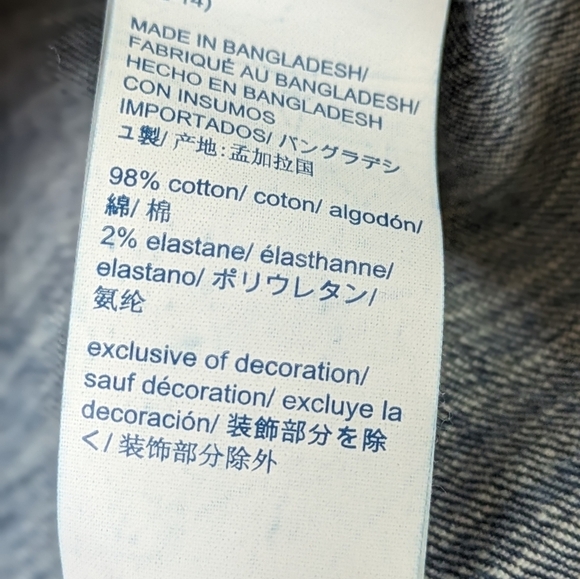 MADE IN BANGLADESH/
FABRIQUÉ AU BANGLADESH/
HECHO EN BANGLADESH
CON INSUMOS
IMPORTADOS/ バングラデシ
ュ製/ 产地:孟加拉国
98% cotton/ coton/ algodón/
綿/ 棉
2% elastane/ élasthanne/
elastano/ ポリウレタン/
氨纶
exclusive of decoration/
sauf décoration/ excluye la
decoración/ 装飾部分を除
く/ 装饰部分除外